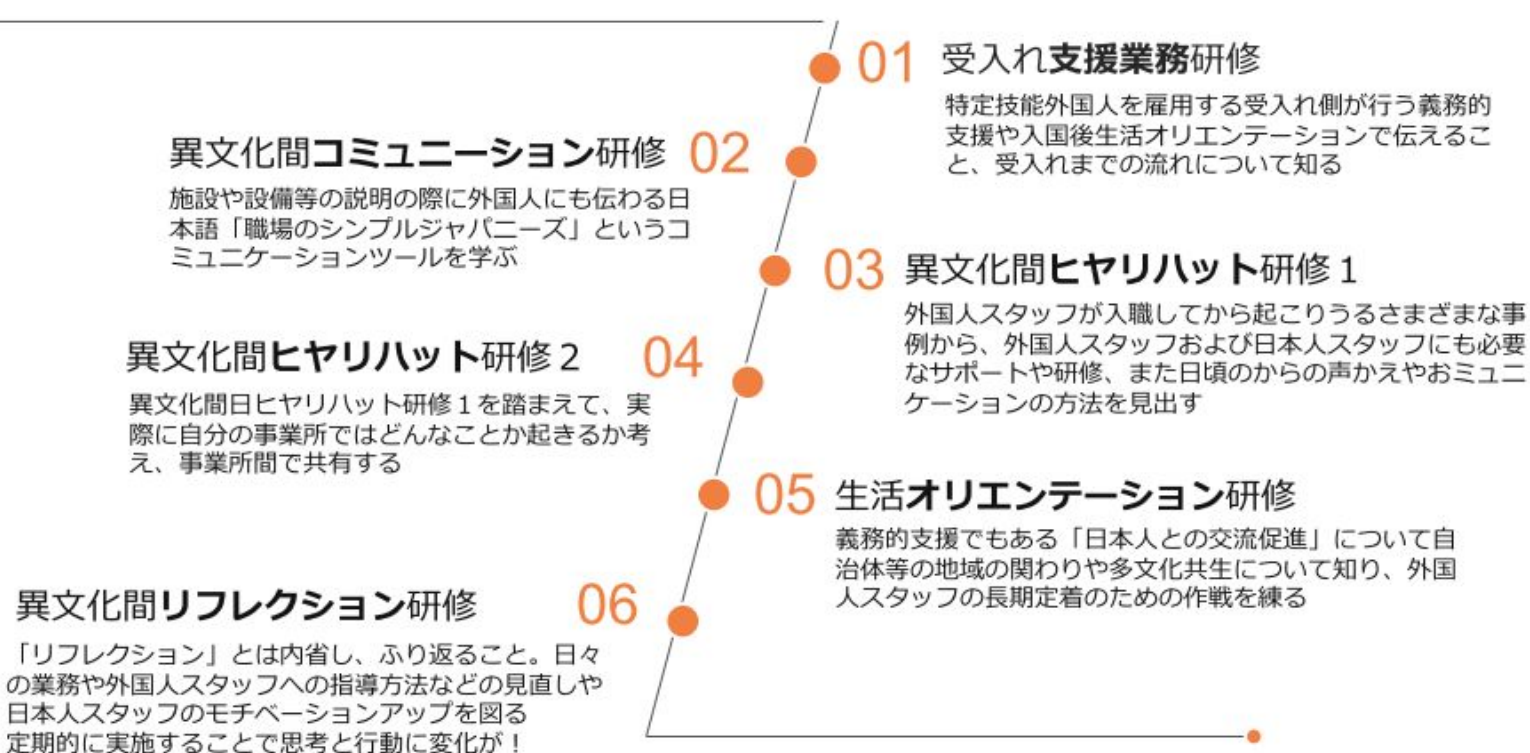 01 受入れ支援業務研修
特定技能外国人を雇用する受入れ側が行う義務的
支援や入国後生活オリエンテーションで伝えるこ
と、受入れまでの流れについて知る
異文化間コミュニーション研修 02
施設や設備等の説明の際に外国人にも伝わる日
本語「職場のシンプルジャパニーズ」というコ
ミュニケーションツールを学ぶ
03 異文化間ヒヤリハット研修１
外国人スタッフが入職してから起こりうるさまざまな事
例から、外国人スタッフおよび日本人スタッフにも必要
なサポートや研修、また日頃のからの声かえやおミュニ
ケーションの方法を見出す
異文化間ヒヤリハット研修２ 04
異文化間日ヒヤリハット研修１を踏まえて、実
際に自分の事業所ではどんなことか起きるか考
え、事業所間で共有する
05 生活オリエンテーション研修
義務的支援でもある「日本人との交流促進」について自
治体等の地域の関わりや多文化共生について知り、外国
人スタッフの長期定着のための作戦を練る
異文化間リフレクション研修 06
「リフレクション」とは内省し、ふり返ること。日々
の業務や外国人スタッフへの指導方法などの見直しや
日本人スタッフのモチベーションアップを図る
定期的に実施することで思考と行動に変化が！